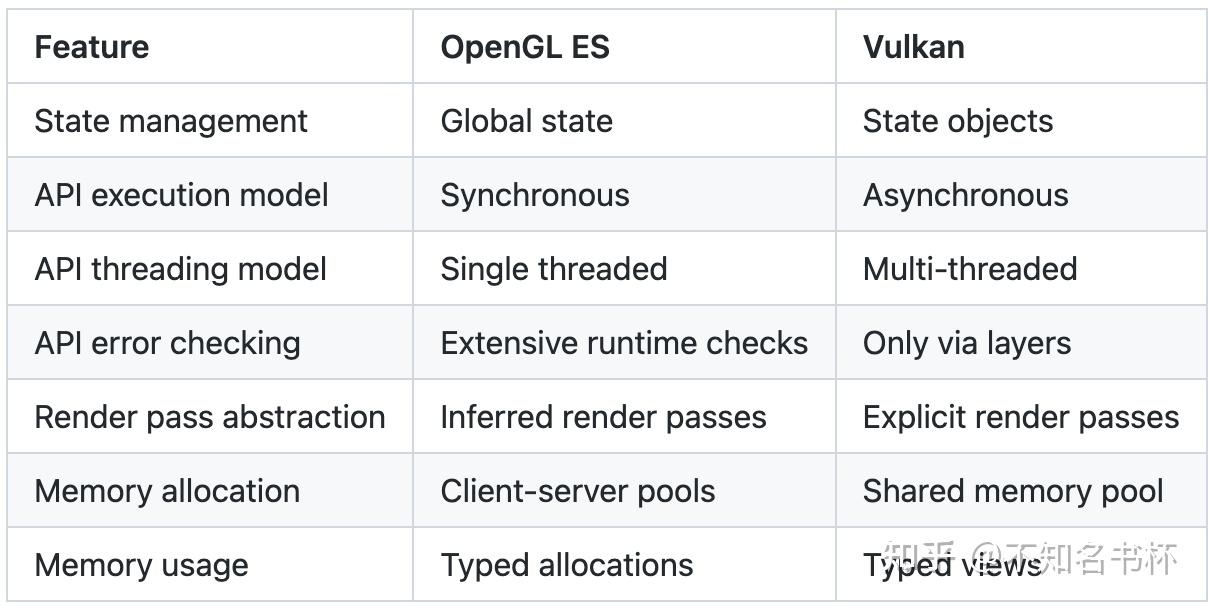 Feature OpenGL ES Vulkan
State management Global state State objects
API execution model Synchronous Asynchronous
API threading model Single threaded Multi-threaded
API error checking Extensive runtime checks Only via layers
Render pass abstraction Inferred render passes Explicit render passes
Memory allocation Client-server pools Shared memory pool
Memory usage Typed allocations Typed views
知乎 @不知名书杯